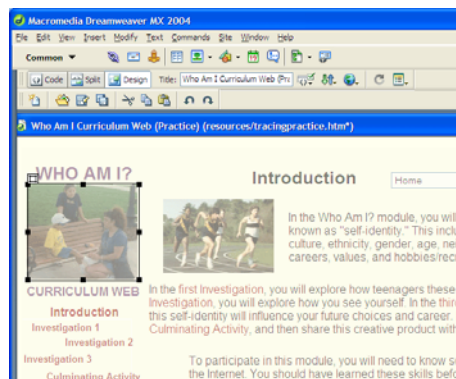 Macromedia Dreamweaver MX 2004
File Edit View Insert Modify Text Commands Site Window Help
Common
Code Split Design Title: Who Am I Curriculum Web (Pra
Who Am I Curriculum Web (Practice) (resources/tracingpractice.htm*)
WHO AM I?
Introduction
Home
In the Who Am I? module, you will
known as "self-identity." This inclu
culture, ethnicity, gender, age, nei
careers, values, and hobbies/recr
CURRICULUM WEB
In the first Investigation, you will explore how teenagers these
Investigation, you will explore how you see yourself. In the third
this self-identity will influence your future choices and career.
Culminating Activity, and then share this creative product with
Introduction
Investigation 1
Investigation 2
Investigation 3
Culminating Activity
To participate in this module, you will need to know so
the Internet. You should have learned these skills befo